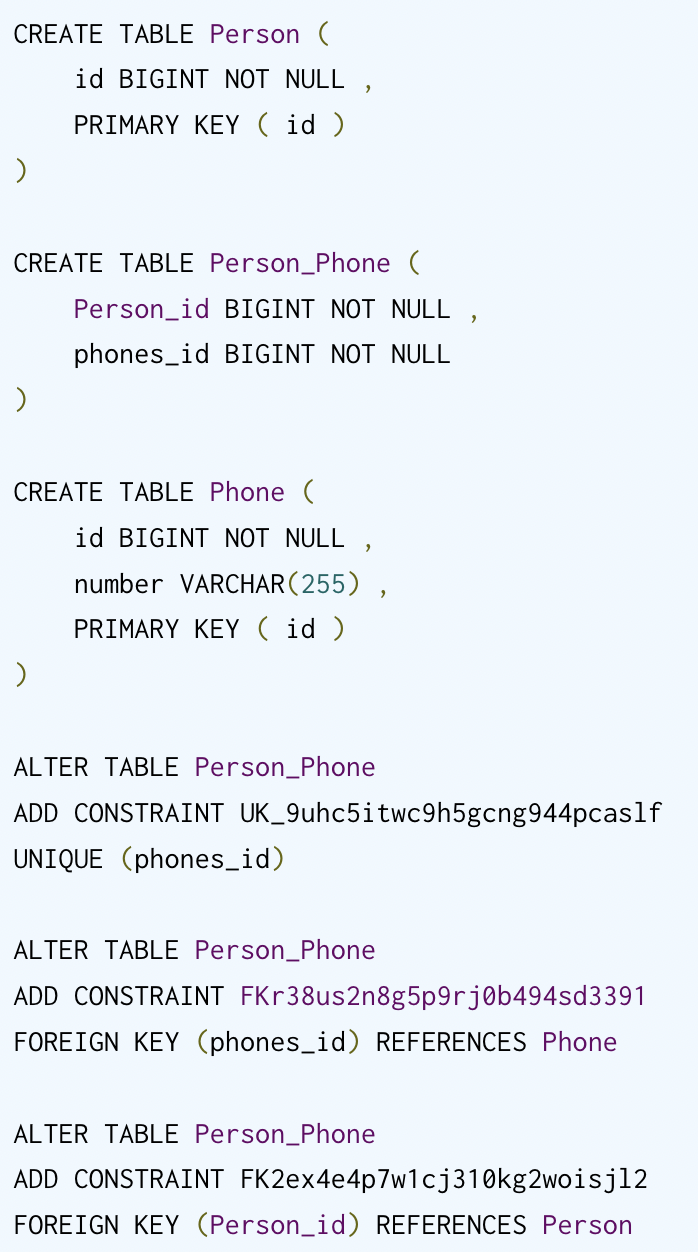 CREATE TABLE Person (
    id BIGINT NOT NULL ,
    PRIMARY KEY ( id )
)

CREATE TABLE Person_Phone (
    Person_id BIGINT NOT NULL ,
    phones_id BIGINT NOT NULL
)

CREATE TABLE Phone (
    id BIGINT NOT NULL ,
    number VARCHAR(255) ,
    PRIMARY KEY ( id )
)

ALTER TABLE Person_Phone
ADD CONSTRAINT UK_9uhc5itwc9h5gcng944pcaslf
UNIQUE (phones_id)

ALTER TABLE Person_Phone
ADD CONSTRAINT FKr38us2n8g5p9rj0b494sd3391
FOREIGN KEY (phones_id) REFERENCES Phone

ALTER TABLE Person_Phone
ADD CONSTRAINT FK2ex4e4p7w1cj310kg2woisjl2
FOREIGN KEY (Person_id) REFERENCES Person